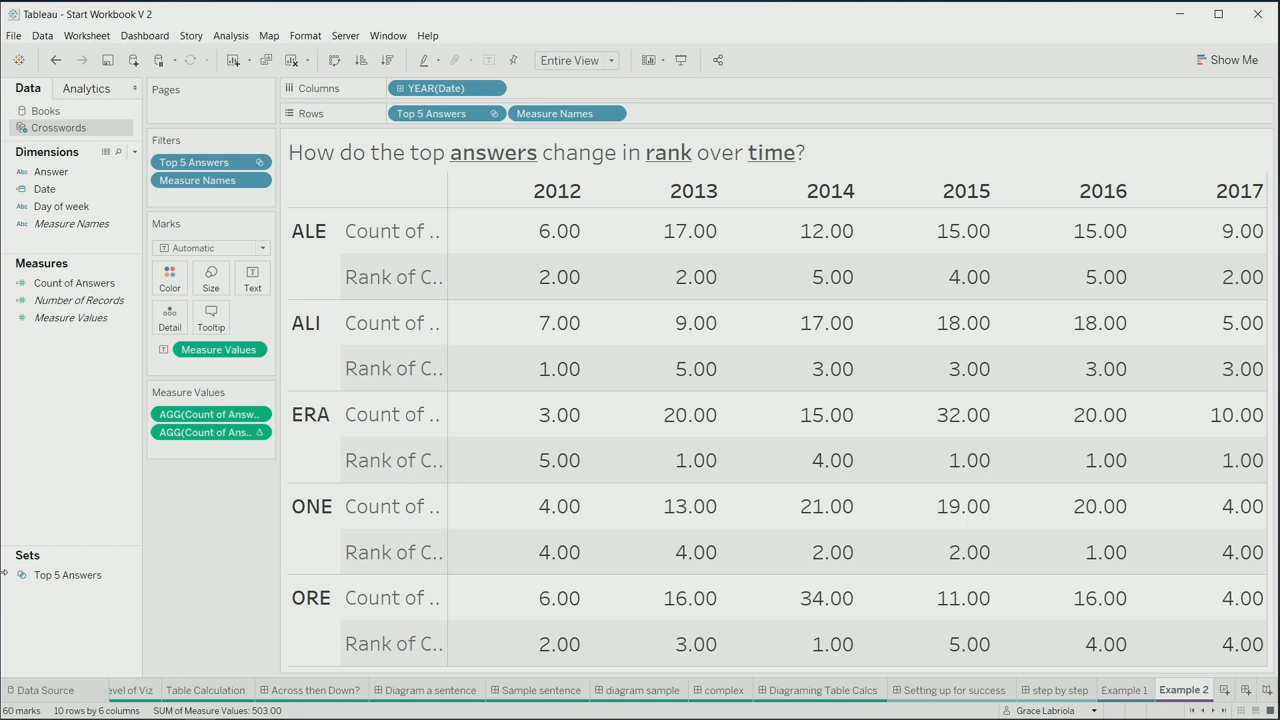 Tableau - Start Workbook V 2
File Data Worksheet Dashboard Story Analysis Map Format Server Window Help
Entire View
Show Me
Data Analytics
Books
Crosswords
Dimensions
Abc Answer
Date
Abc Day of week
Abc Measure Names
Measures
Count of Answers
Number of Records
Measure Values
Sets
Top 5 Answers
Pages
Filters
Top 5 Answers
Measure Names
Marks
Automatic
Color Size Text
Detail Tooltip
Measure Values
Measure Values
AGG(Count of Answ..
AGG(Count of Ans..
Columns YEAR(Date)
Rows Top 5 Answers Measure Names
How do the top answers change in rank over time?
2012 2013 2014 2015 2016 2017
ALE Count of .. 6.00 17.00 12.00 15.00 15.00 9.00
Rank of C.. 2.00 2.00 5.00 4.00 5.00 2.00
ALI Count of .. 7.00 9.00 17.00 18.00 18.00 5.00
Rank of C.. 1.00 5.00 3.00 3.00 3.00 3.00
ERA Count of .. 3.00 20.00 15.00 32.00 20.00 10.00
Rank of C.. 5.00 1.00 4.00 1.00 1.00 1.00
ONE Count of .. 4.00 13.00 21.00 19.00 20.00 4.00
Rank of C.. 4.00 4.00 2.00 2.00 1.00 4.00
ORE Count of .. 6.00 16.00 34.00 11.00 16.00 4.00
Rank of C.. 2.00 3.00 1.00 5.00 4.00 4.00
Data Source evel of Viz Table Calculation Across then Down? Diagram a sentence Sample sentence diagram sample complex Diagraming Table Calcs Setting up for success step by step Example 1 Example 2
60 marks 10 rows by 6 columns SUM of Measure Values: 503.00 Grace Labriola